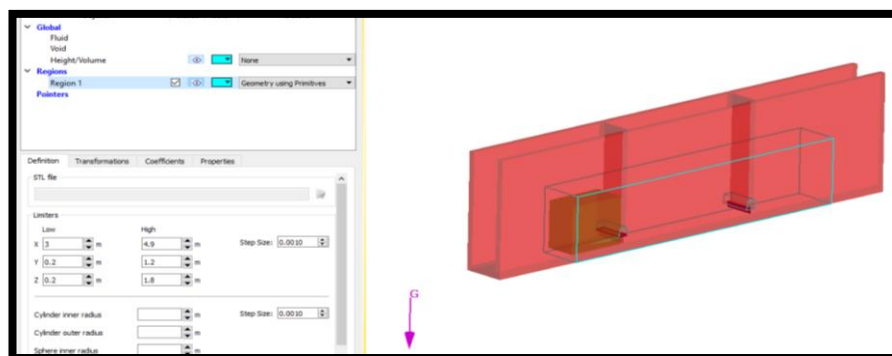 Global
Fluid
Void
Height/Volume None
Regions
Region 1 Geometry using Primitives
Pointers
Definition Transformations Coefficients Properties
STL file
Limiters
Low High
X 3 m 4.9 m Step Size: 0.0010
Y 0.2 m 1.2 m
Z 0.2 m 1.8 m
Cylinder inner radius m Step Size: 0.0010
Cylinder outer radius m
Sphere inner radius m
G